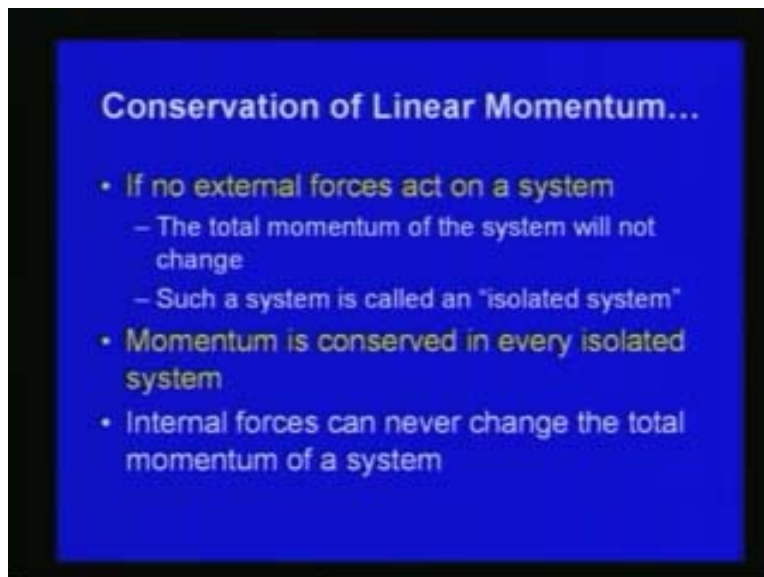 Conservation of Linear Momentum...
• If no external forces act on a system
– The total momentum of the system will not
change
– Such a system is called an "isolated system"
• Momentum is conserved in every isolated
system
• Internal forces can never change the total
momentum of a system